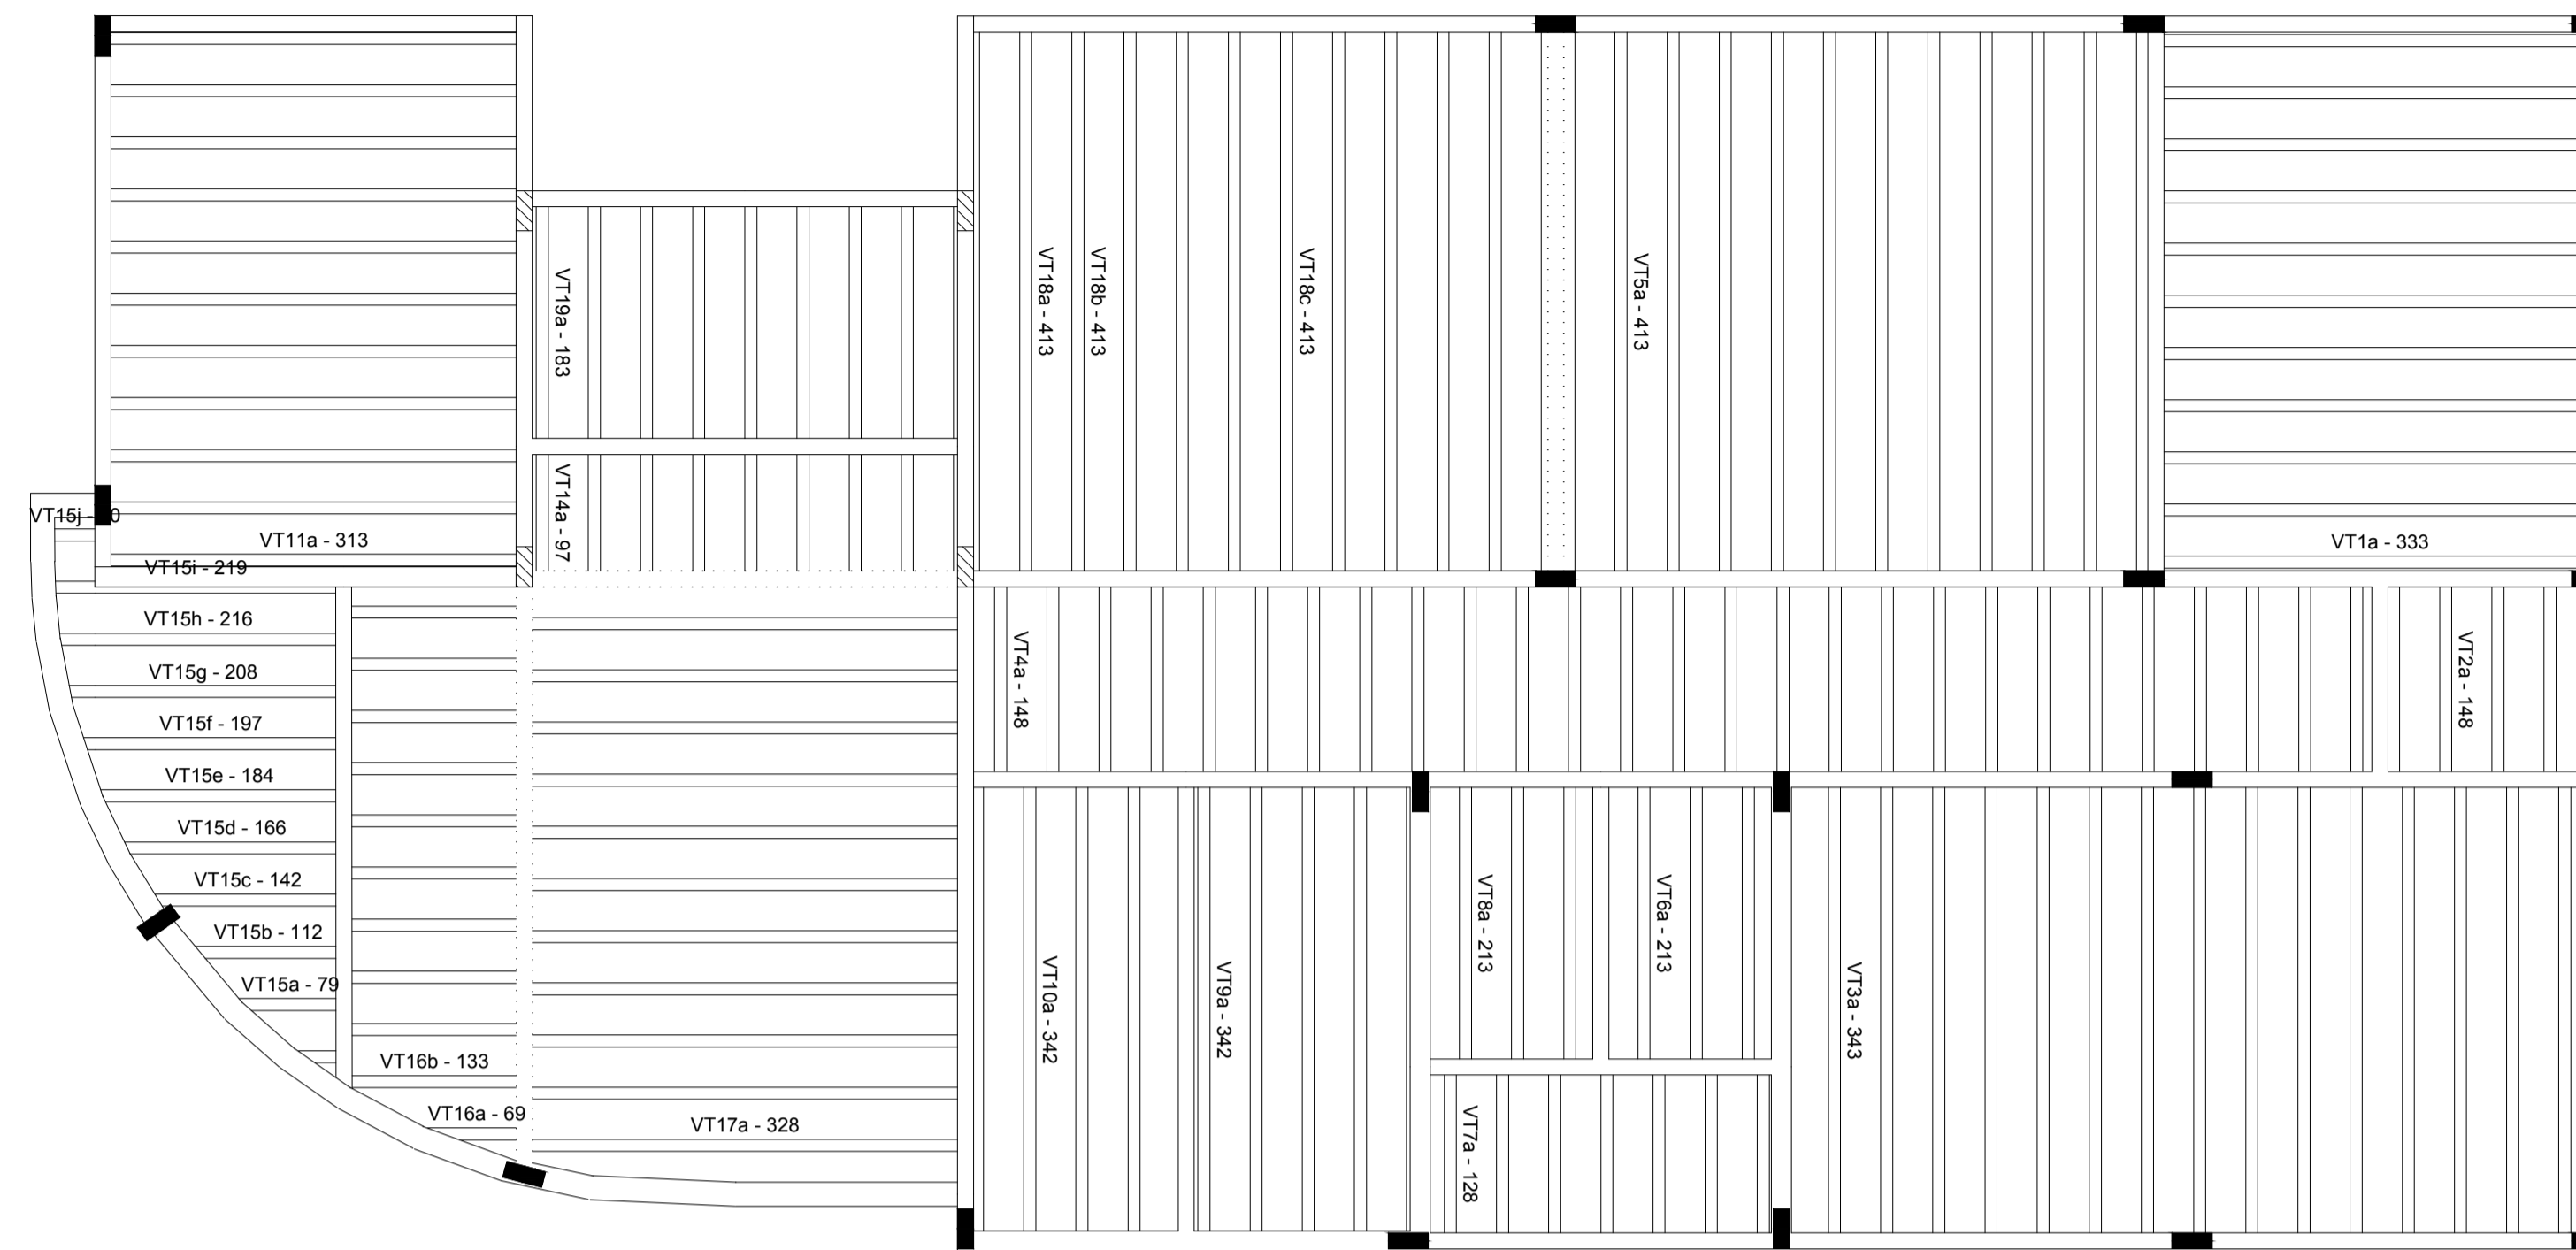 VT19a - 183
VT14a - 97
VT18a - 413
VT18b - 413
VT18c - 413
VT5a - 413
VT11a - 313
VT1a - 333
VT15i - 219
VT15h - 216
VT15g - 208
VT15f - 197
VT15e - 184
VT15d - 166
VT15c - 142
VT15b - 112
VT15a - 79
VT16b - 133
VT16a - 69
VT17a - 328
VT4a - 148
VT2a - 148
VT10a - 342
VT9a - 342
VT8a - 213
VT6a - 213
VT7a - 128
VT3a - 343
VT15j -